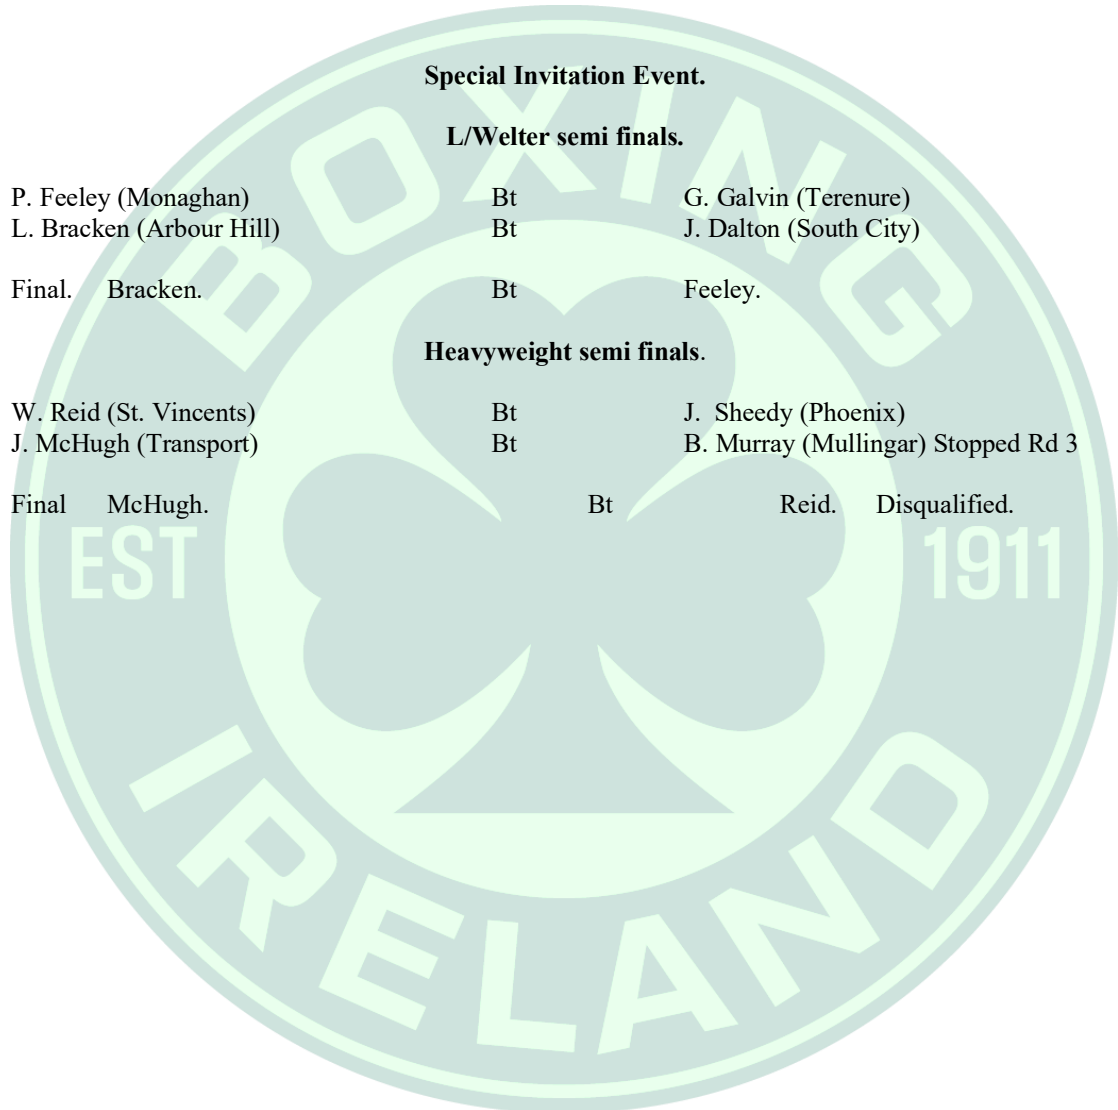 Special Invitation Event.
L/Welter semi finals.
P. Feeley (Monaghan) Bt G. Galvin (Terenure)
L. Bracken (Arbour Hill) Bt J. Dalton (South City)
Final. Bracken. Bt Feeley.
Heavyweight semi finals.
W. Reid (St. Vincents) Bt J. Sheedy (Phoenix)
J. McHugh (Transport) Bt B. Murray (Mullingar) Stopped Rd 3
Final McHugh. Bt Reid. Disqualified.
BOXING
EST 1911
IRELAND